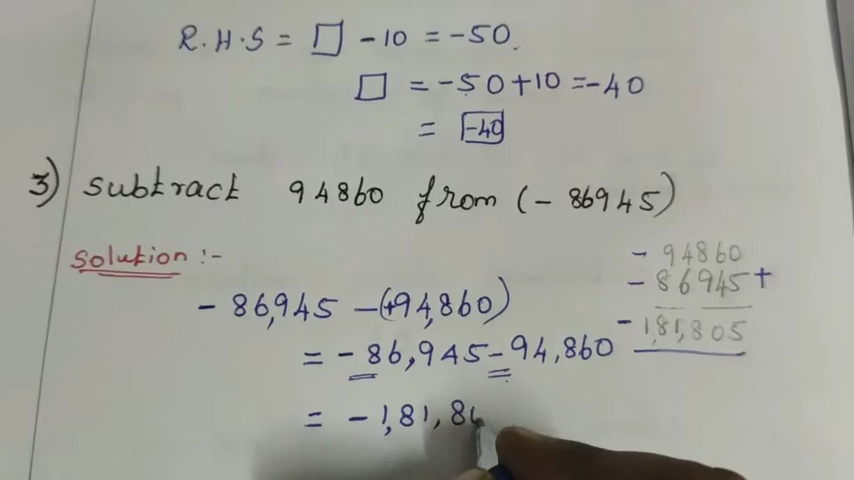 R.H.S = □ -10 = -50.
□ = -50+10 =-40
= -40
3) subtract 94860 from (- 86945)
Solution :-
- 94860
- 86945 +
- 1,81,805
- 86,945 -(+94,860)
= -86,945-94,860
= -1,81,8